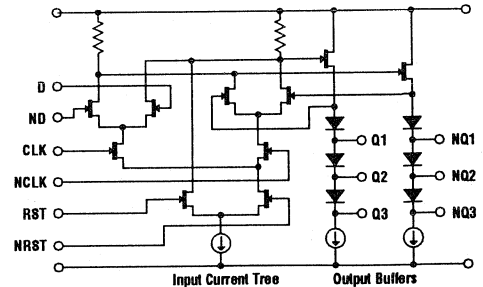 D
ND
CLK
NCLK
RST
NRST
Q1
Q2
Q3
NQ1
NQ2
NQ3
Input Current Tree
Output Buffers